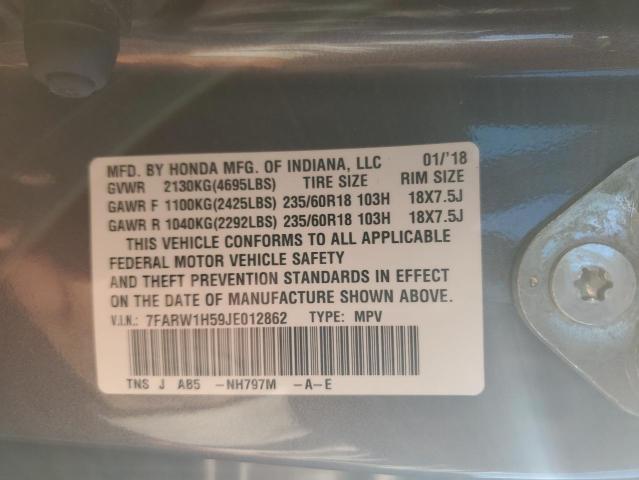 MFD. BY HONDA MFG. OF INDIANA, LLC 01/'18
GVWR 2130KG(4695LBS) TIRE SIZE RIM SIZE
GAWR F 1100KG(2425LBS) 235/60R18 103H 18X7.5J
GAWR R 1040KG(2292LBS) 235/60R18 103H 18X7.5J
THIS VEHICLE CONFORMS TO ALL APPLICABLE
FEDERAL MOTOR VEHICLE SAFETY
AND THEFT PREVENTION STANDARDS IN EFFECT
ON THE DATE OF MANUFACTURE SHOWN ABOVE.
V.I.N.: 7FARW1H59JE012862 TYPE: MPV
TNS J A85 -NH797M -A-E